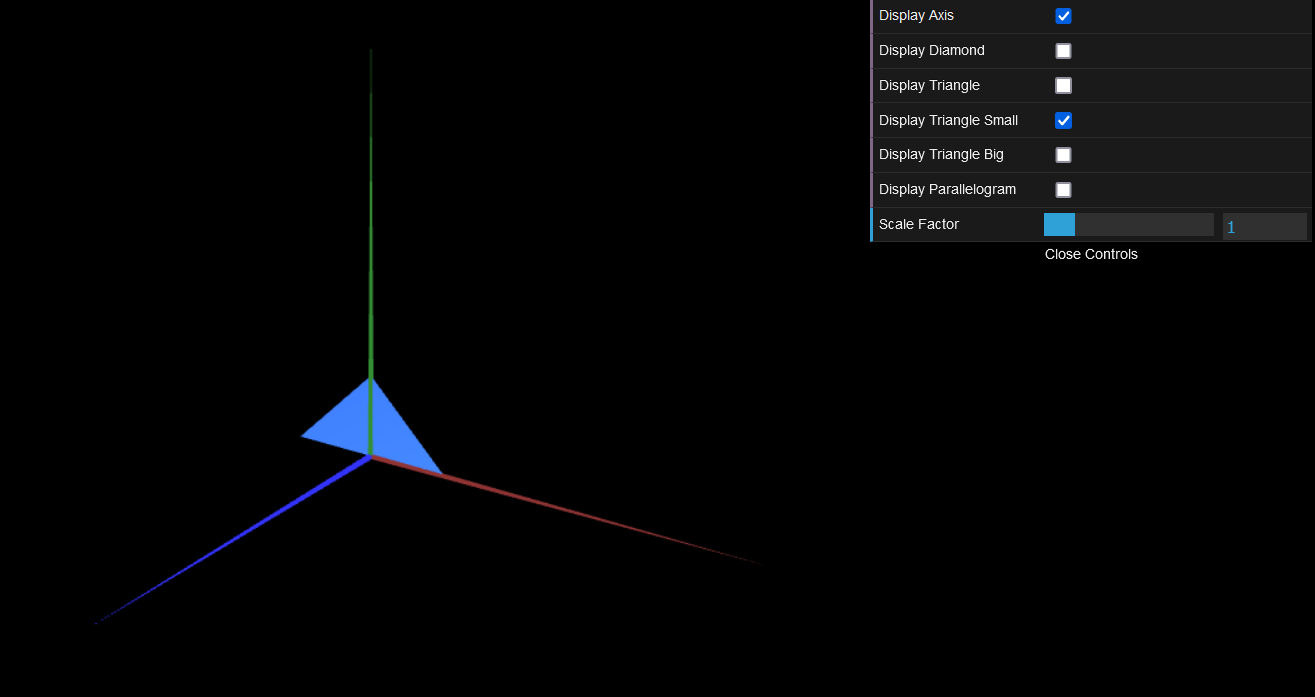 Display Axis
Display Diamond
Display Triangle
Display Triangle Small
Display Triangle Big
Display Parallelogram
Scale Factor 1
Close Controls